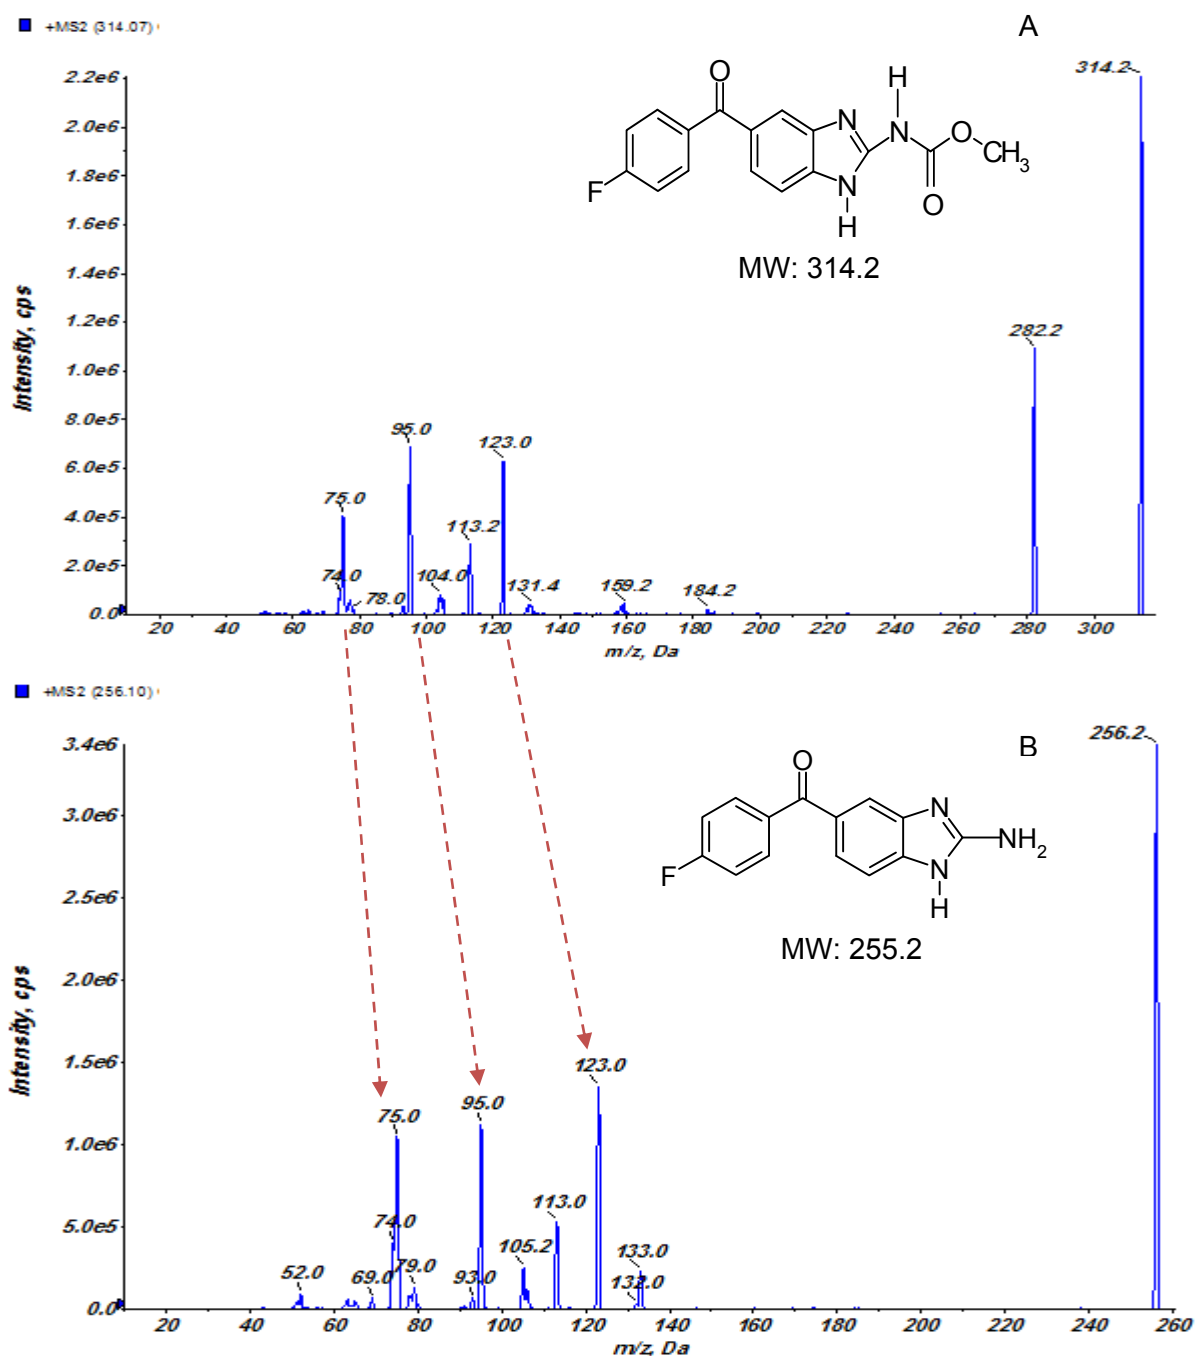 +MS2 (314.07)
A
2.2e6
2.0e6
1.8e6
1.6e6
1.4e6
1.2e6
1.0e6
8.0e5
6.0e5
4.0e5
2.0e5
0.0
Intensity, cps
314.2
282.2
95.0
123.0
75.0
113.2
74.0
78.0
104.0
131.4
159.2
184.2
O
H
N
N
O
CH3
F
N
H
O
MW: 314.2
20 40 60 80 100 120 140 160 180 200 220 240 260 280 300
m/z, Da
+MS2 (256.10)
B
3.4e6
3.0e6
2.5e6
2.0e6
1.5e6
1.0e6
5.0e5
0.0
Intensity, cps
256.2
123.0
95.0
75.0
113.0
74.0
105.2
133.0
79.0
52.0
69.0
93.0
132.0
O
N
NH2
F
N
H
MW: 255.2
20 40 60 80 100 120 140 160 180 200 220 240 260
m/z, Da